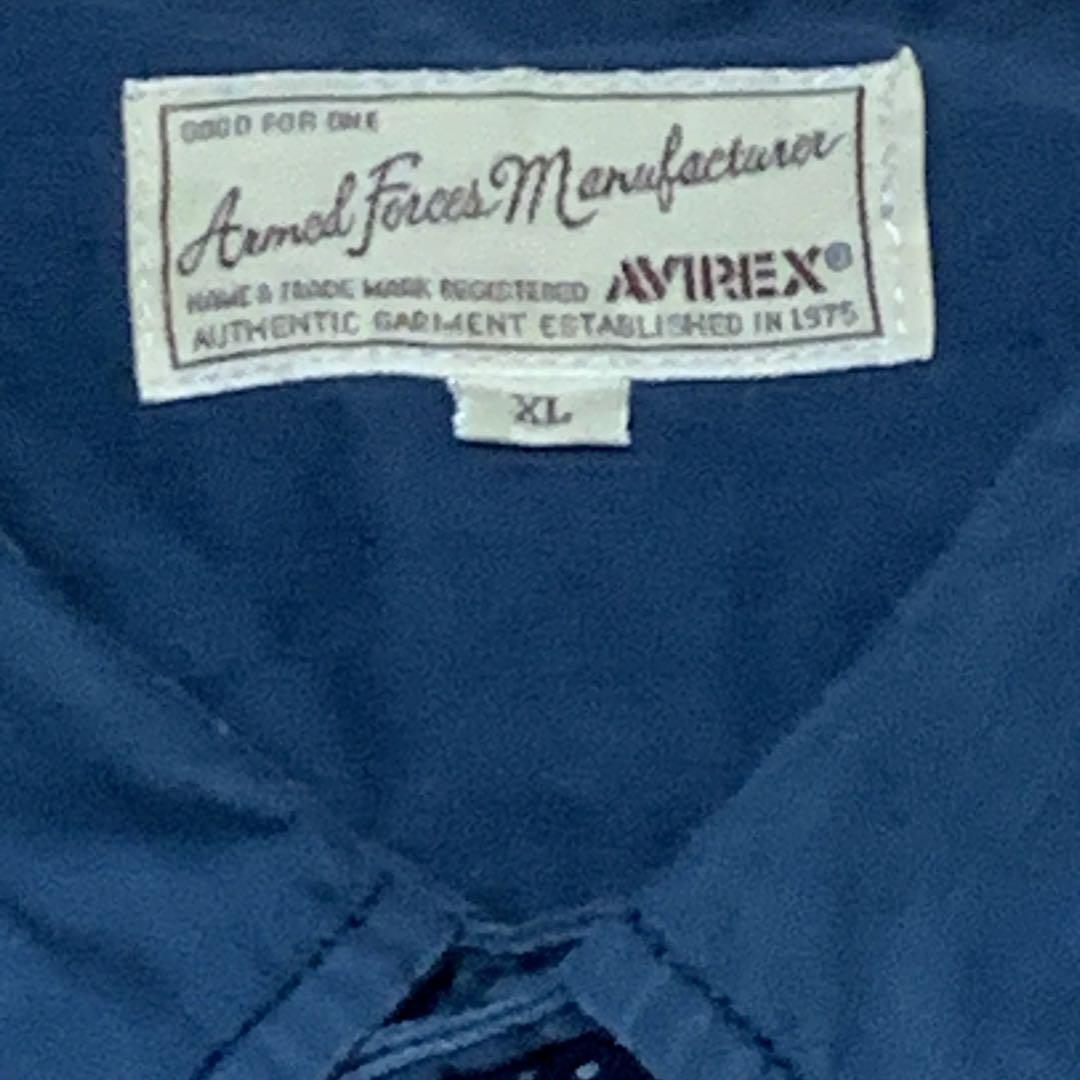 GOOD FOR ONE
Armed Forces Manufacturer
NAME & TRADE MARK REGISTERED AVIREX®
AUTHENTIC GARMENT ESTABLISHED IN 1975
XL